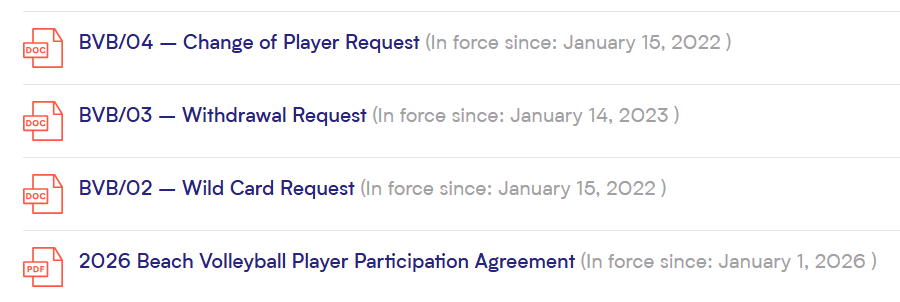 DOC BVB/04 — Change of Player Request (In force since: January 15, 2022 )
DOC BVB/03 — Withdrawal Request (In force since: January 14, 2023 )
DOC BVB/02 — Wild Card Request (In force since: January 15, 2022 )
PDF 2026 Beach Volleyball Player Participation Agreement (In force since: January 1, 2026 )